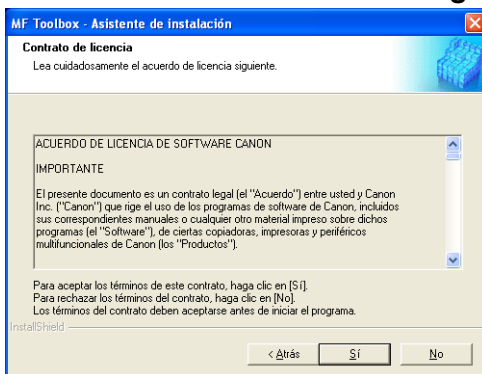 MF Toolbox - Asistente de instalación
Contrato de licencia
Lea cuidadosamente el acuerdo de licencia siguiente.
ACUERDO DE LICENCIA DE SOFTWARE CANON
IMPORTANTE
El presente documento es un contrato legal (el "Acuerdo") entre usted y Canon
Inc. ("Canon") que rige el uso de los programas de software de Canon, incluidos
sus correspondientes manuales o cualquier otro material impreso sobre dichos
programas (el "Software"), de ciertas copiadoras, impresoras y periféricos
multifuncionales de Canon (los "Productos").
Para aceptar los términos de este contrato, haga clic en [Sí].
Para rechazar los términos del contrato, haga clic en [No].
Los términos del contrato deben aceptarse antes de iniciar el programa.
InstallShield
< Atrás
Sí
No